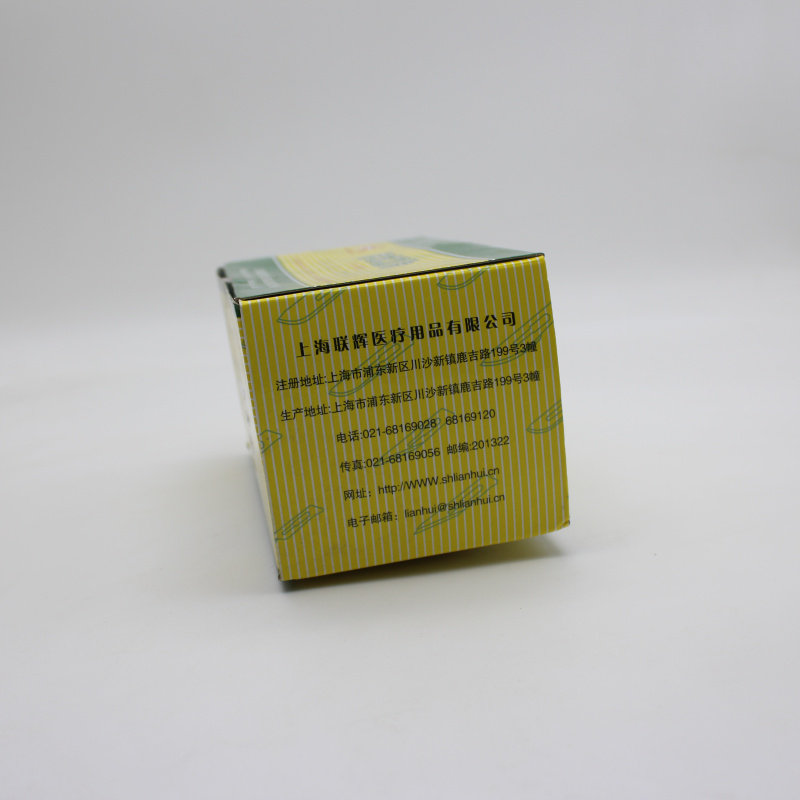 上海联辉医疗用品有限公司
注册地址:上海市浦东新区川沙新镇鹿吉路199号3幢
生产地址:上海市浦东新区川沙新镇鹿吉路199号3幢
电话:021-68169028 68169120
传真:021-68169056 邮编:201322
网址：http://WWW.shlianhui.cn
电子邮箱：lianhui@shlianhui.cn